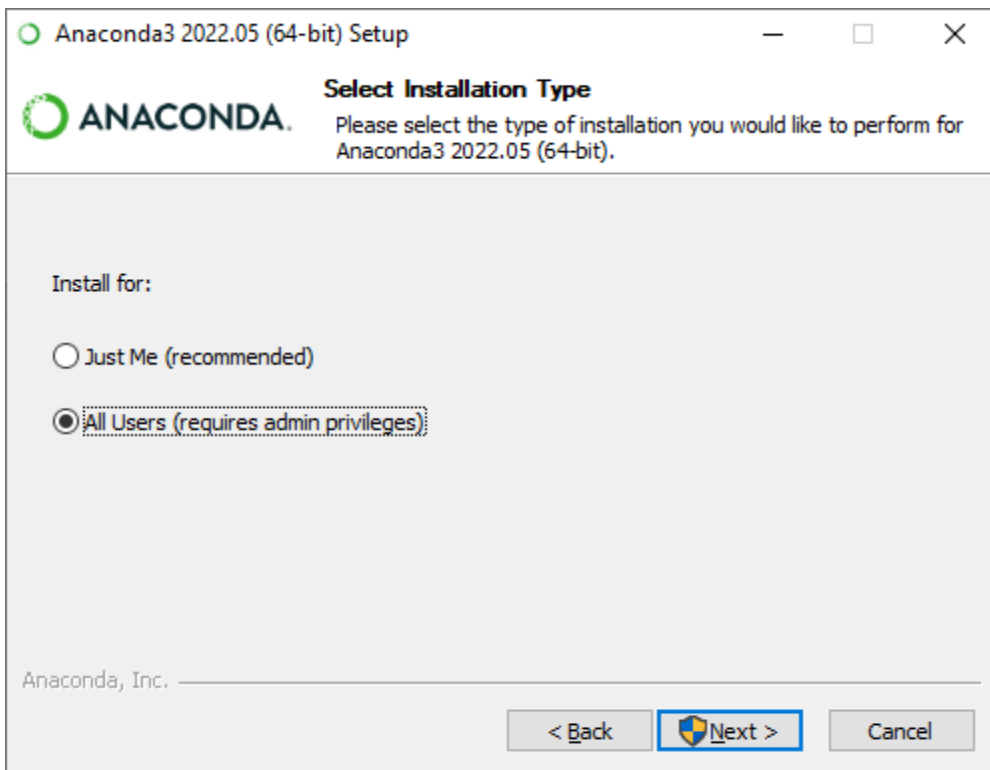 Anaconda3 2022.05 (64-bit) Setup
ANACONDA.
Select Installation Type
Please select the type of installation you would like to perform for
Anaconda3 2022.05 (64-bit).
Install for:
Just Me (recommended)
All Users (requires admin privileges)
Anaconda, Inc.
< Back
Next >
Cancel